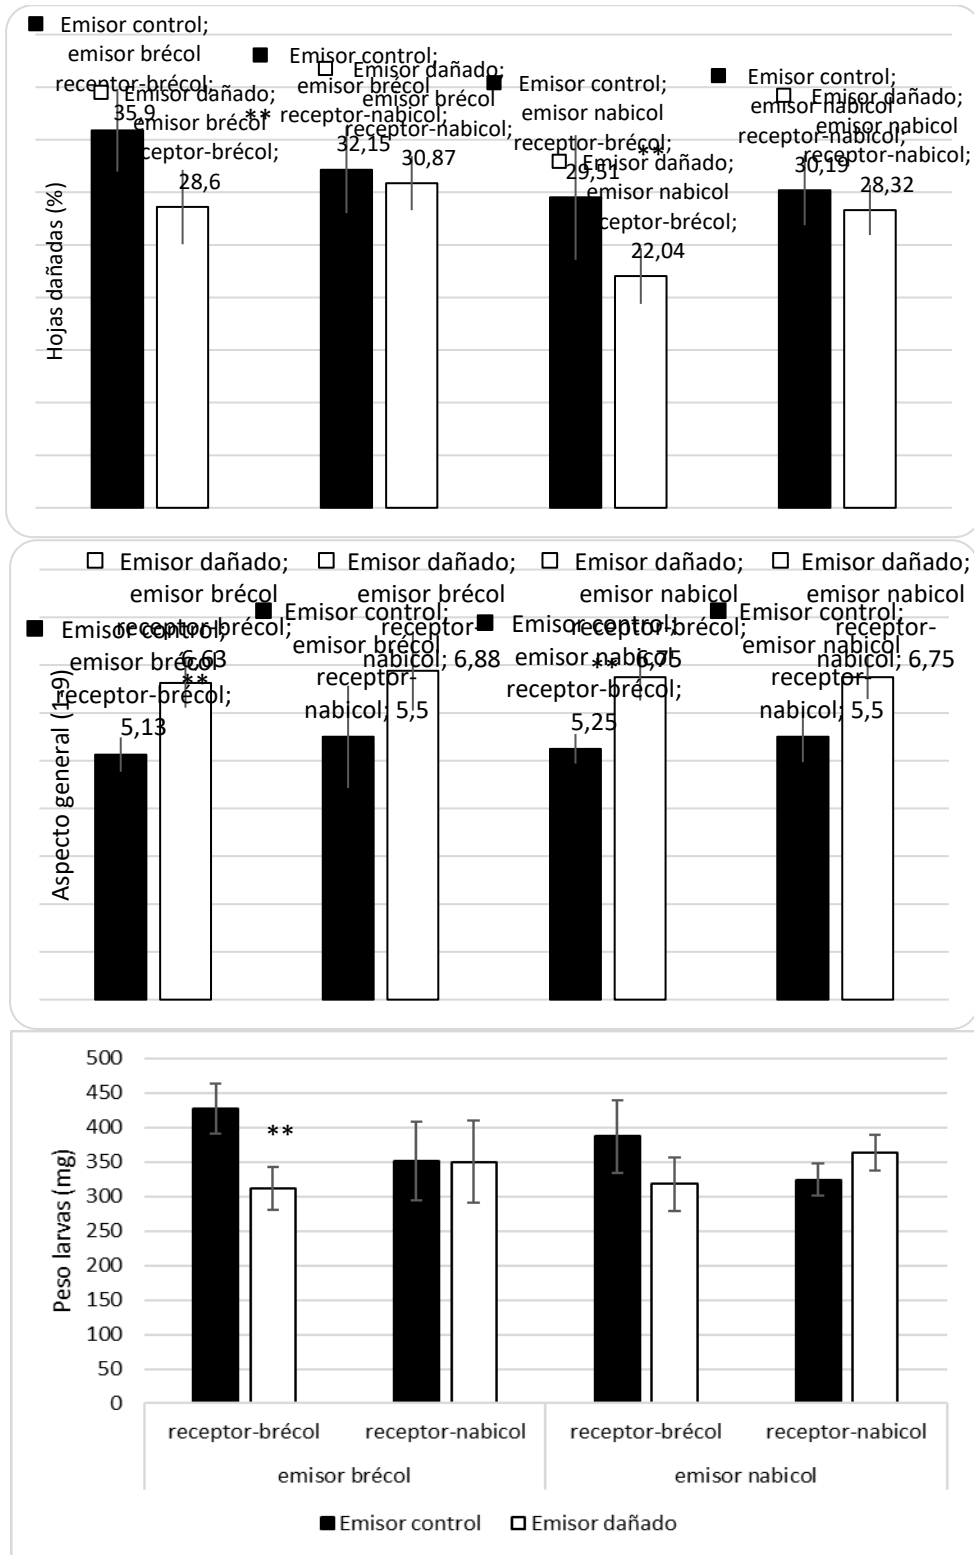 Emisor control;
emisor brécol
receptor-brécol;
35,9
Emisor dañado;
emisor brécol
receptor-brécol;
28,6
**
Emisor control;
emisor brécol
receptor-nabicol;
32,15
Emisor dañado;
emisor brécol
receptor-nabicol;
30,87
Emisor control;
emisor nabicol
receptor-brécol;
29,51
**
Emisor dañado;
emisor nabicol
receptor-brécol;
22,04
Emisor control;
emisor nabicol
receptor-nabicol;
30,19
Emisor dañado;
emisor nabicol
receptor-nabicol;
28,32
Hojas dañadas (%)
Emisor control;
emisor brécol
receptor-brécol;
5,13
Emisor dañado;
emisor brécol
receptor-brécol;
6,63
**
Emisor control;
emisor brécol
receptor-
nabicol; 5,5
Emisor dañado;
emisor brécol
receptor-
nabicol; 6,88
Emisor control;
emisor nabicol
receptor-brécol;
5,25
**
Emisor dañado;
emisor nabicol
receptor-brécol;
6,75
Emisor control;
emisor nabicol
receptor-
nabicol; 5,5
Emisor dañado;
emisor nabicol
receptor-
nabicol; 6,75
Aspecto general (1-9)
Peso larvas (mg)
500
450
400
350
300
250
200
150
100
50
0
**
receptor-brécol receptor-nabicol receptor-brécol receptor-nabicol
emisor brécol emisor nabicol
Emisor control Emisor dañado